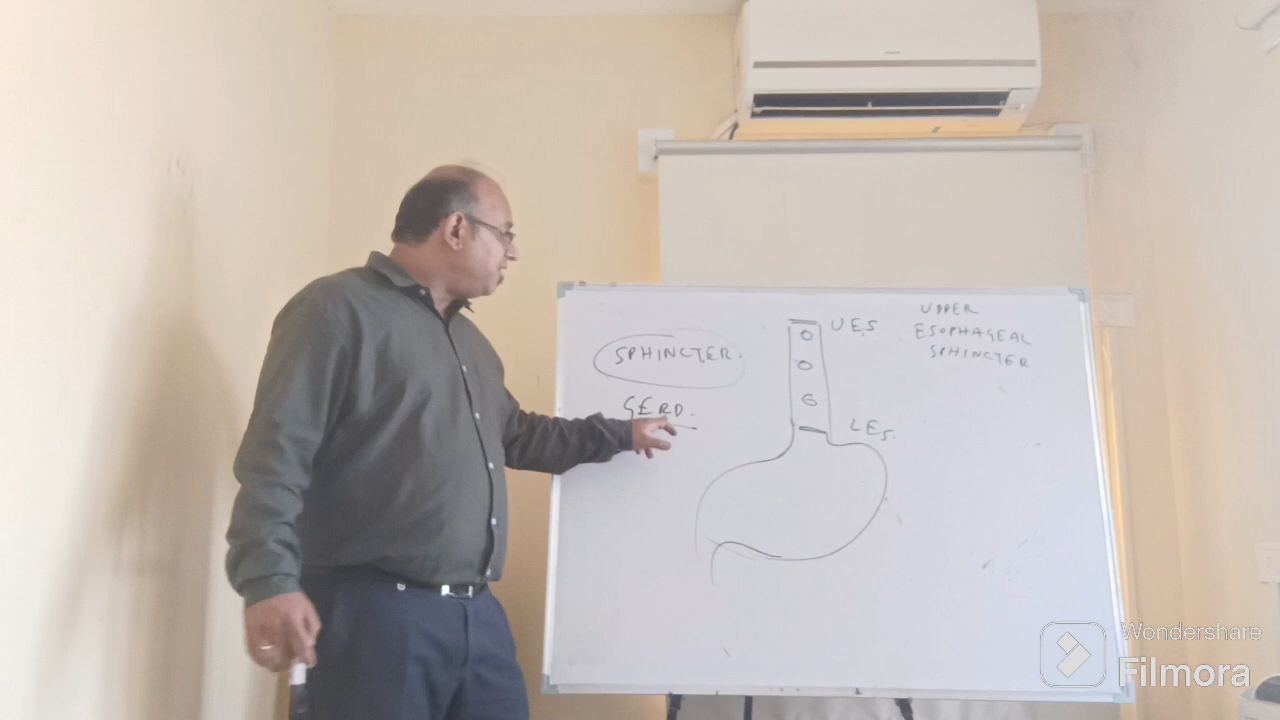 SPHINCTER.
GERD.
UES
UPPER
ESOPHAGEAL
SPHINCTER
LES.
Wondershare
Filmora